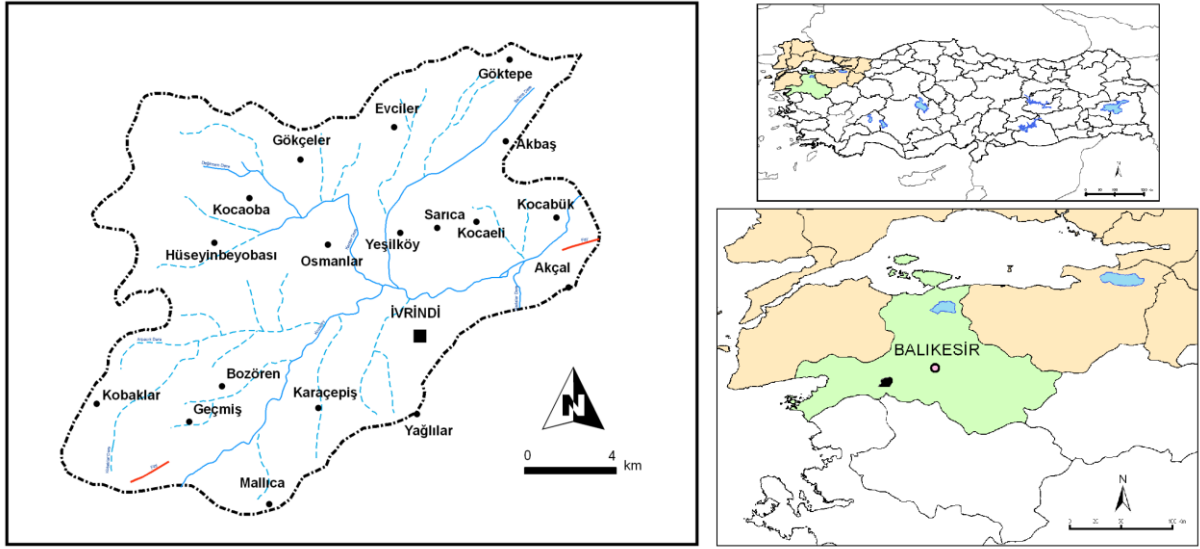 Göktepe
Evciler
Akbaş
Gökçeler
Kocaoba
Kocabük
Sarıca
Kocaeli
Yeşilköy
Hüseyinbeyobası
Osmanlar
Akçal
İVRİNDİ
Bozören
Kobaklar
Karaçepiş
Geçmiş
Yağlılar
Mallıca
N
0 4
km
N
BALIKESİR
N